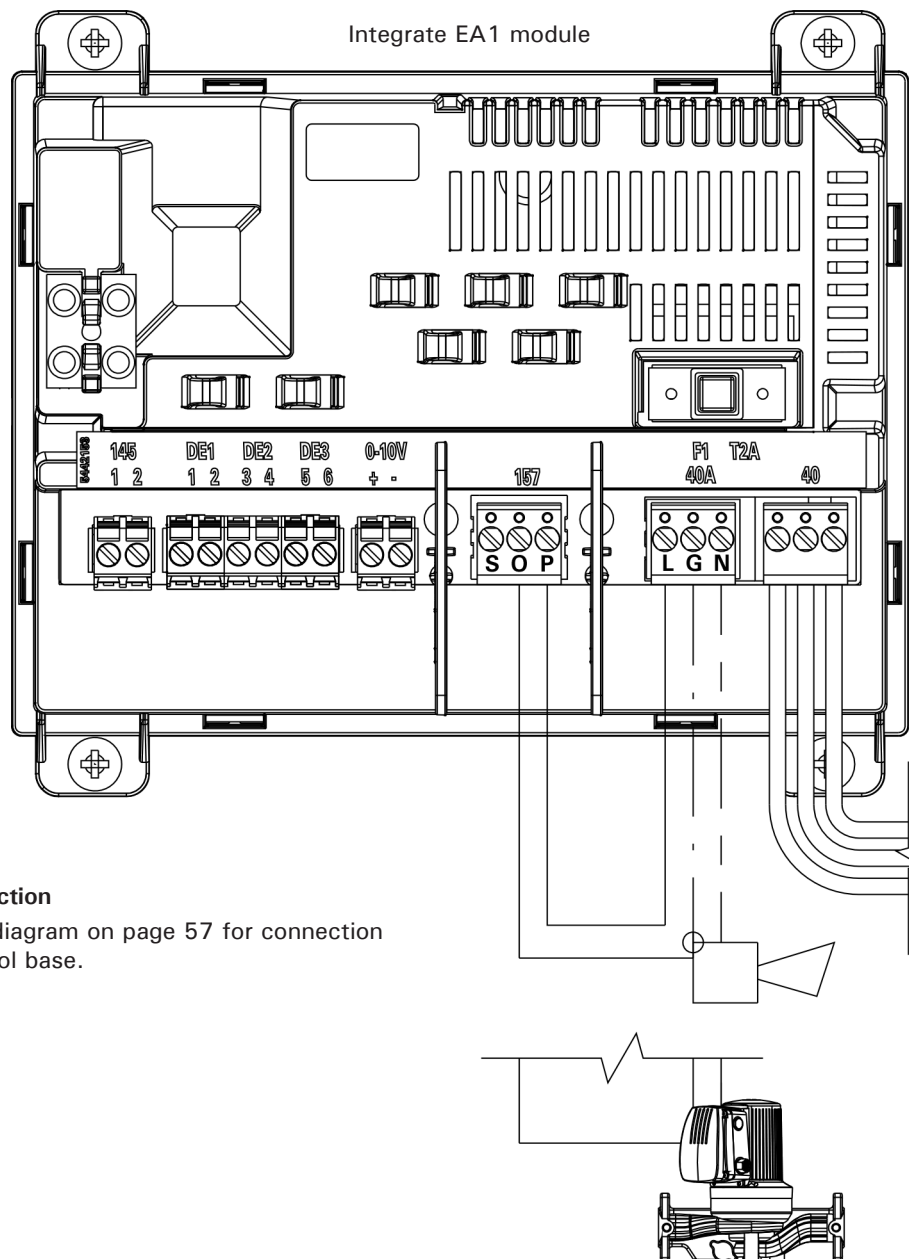 Integrate EA1 module
5442153
145 DE1 DE2 DE3 0-10V 157 F1 T2A 40A 40
1 2 1 2 3 4 5 6 + -
S O P L G N
ction
diagram on page 57 for connection
ol base.